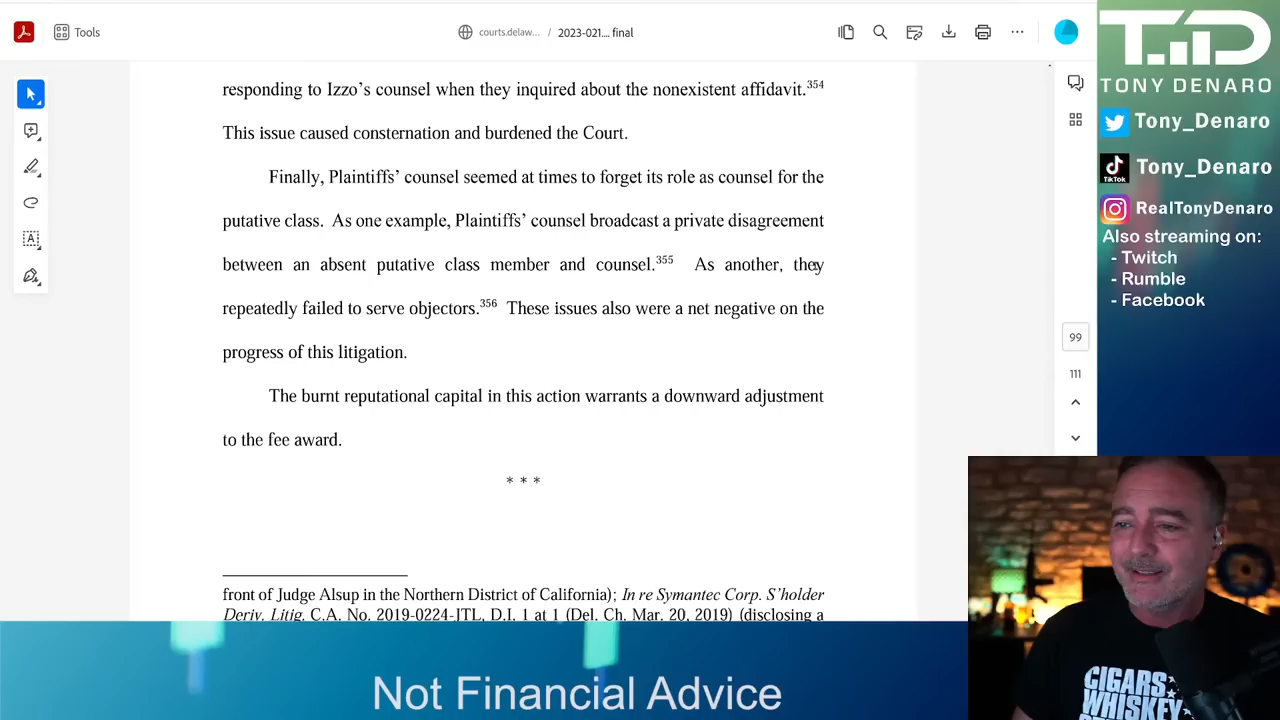 Tools
courts.delaw... / 2023-021.... final
responding to Izzo's counsel when they inquired about the nonexistent affidavit.354
This issue caused consternation and burdened the Court.
Finally, Plaintiffs' counsel seemed at times to forget its role as counsel for the
putative class. As one example, Plaintiffs' counsel broadcast a private disagreement
between an absent putative class member and counsel.355 As another, they
repeatedly failed to serve objectors.356 These issues also were a net negative on the
progress of this litigation.
The burnt reputational capital in this action warrants a downward adjustment
to the fee award.
* * *
front of Judge Alsup in the Northern District of California); In re Symantec Corp. S'holder
Deriv. Litig. C.A. No. 2019-0224-JTL, D.I. 1 at 1 (Del. Ch. Mar. 20, 2019) (disclosing a
99
111
TD
TONY DENARO
Tony_Denaro
TikTok
Tony_Denaro
RealTonyDenaro
Also streaming on:
- Twitch
- Rumble
- Facebook
CIGARS
WHISKEY
Not Financial Advice